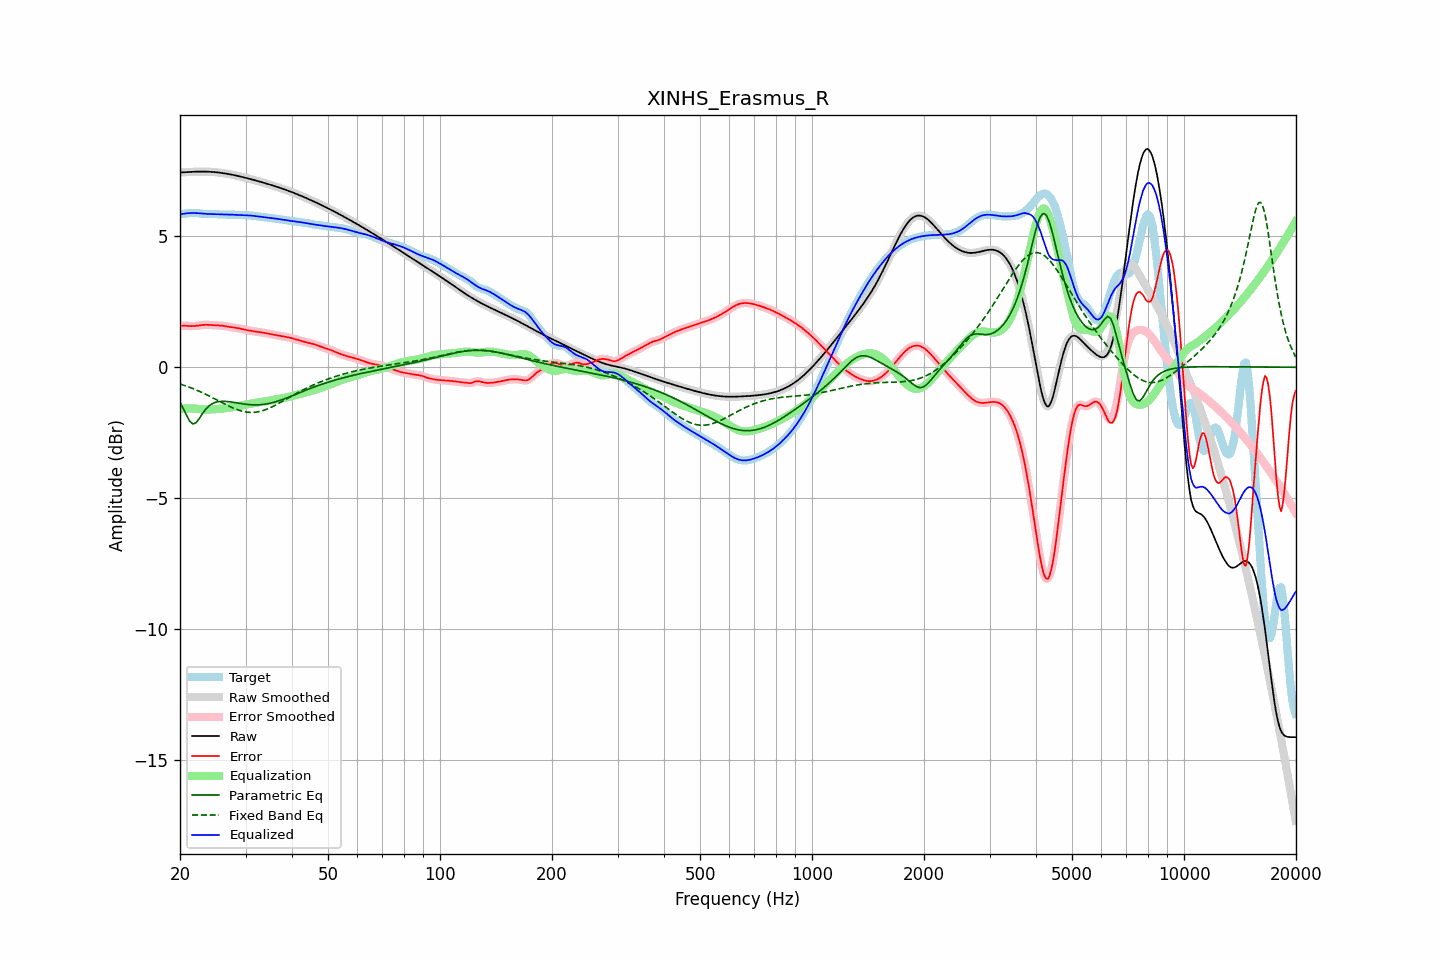 XINHS_Erasmus_R
Amplitude (dBr)
5
0
−5
−10
−15
Target
Raw Smoothed
Error Smoothed
Raw
Error
Equalization
Parametric Eq
Fixed Band Eq
Equalized
20 50 100 200 500 1000 2000 5000 10000 20000
Frequency (Hz)